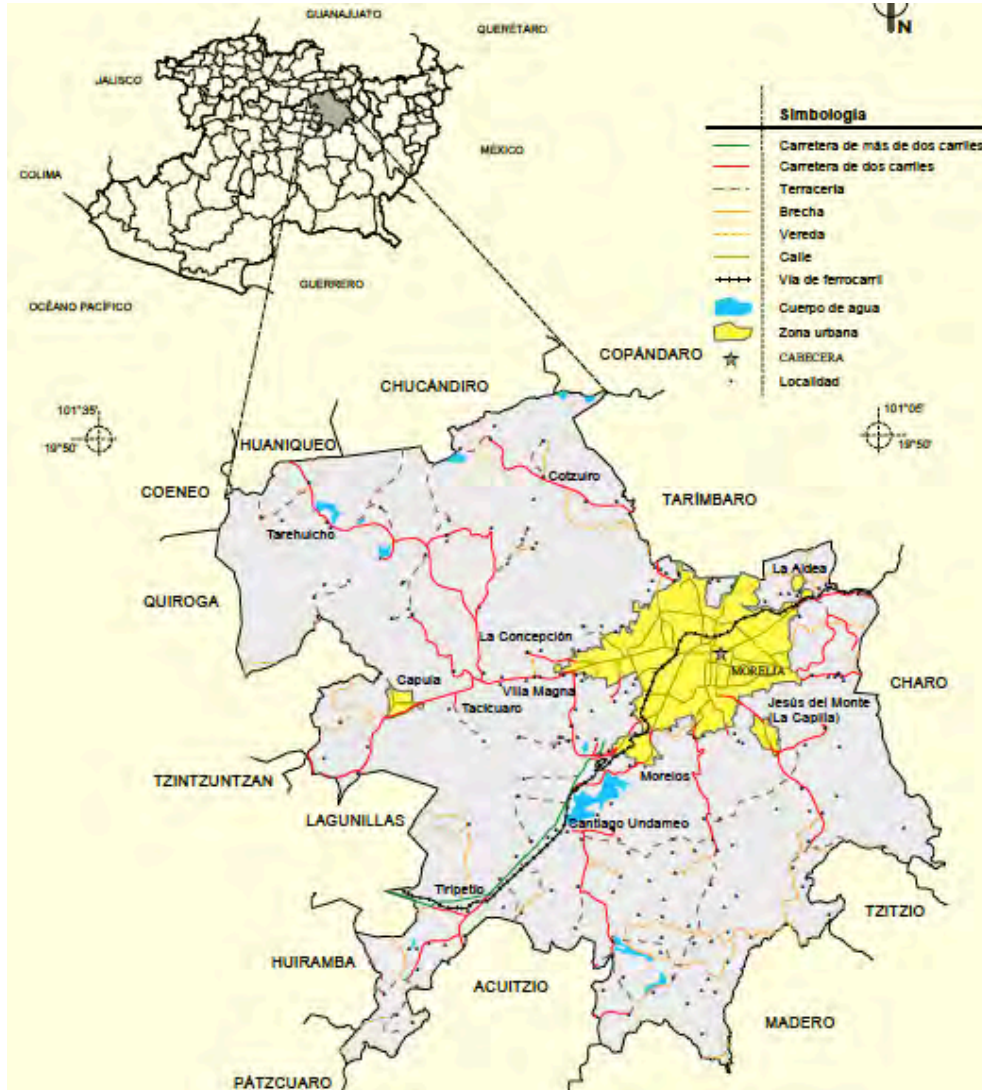 GUANAJUATO
QUERÉTARO
N
JALISCO
MÉXICO
COLIMA
GUERRERO
OCÉANO PACÍFICO
Simbología
Carretera de más de dos carriles
Carretera de dos carriles
Terracería
Brecha
Vereda
Calle
Vía de ferrocarril
Cuerpo de agua
Zona urbana
CABECERA
Localidad
COPÁNDARO
CHUCÁNDIRO
101°35'
19°50'
101°05'
19°50'
HUANIQUEO
COENEO
Cotzuiro
TARÍMBARO
Tarehuicho
La Aldea
QUIROGA
La Concepción
MORELIA
CHARO
Capula
Villa Magna
Tacícuaro
Jesús del Monte
(La Capilla)
TZINTZUNTZAN
Morelos
LAGUNILLAS
Santiago Undameo
Tiripetío
TZITZIO
HUIRAMBA
ACUITZIO
MADERO
PÁTZCUARO